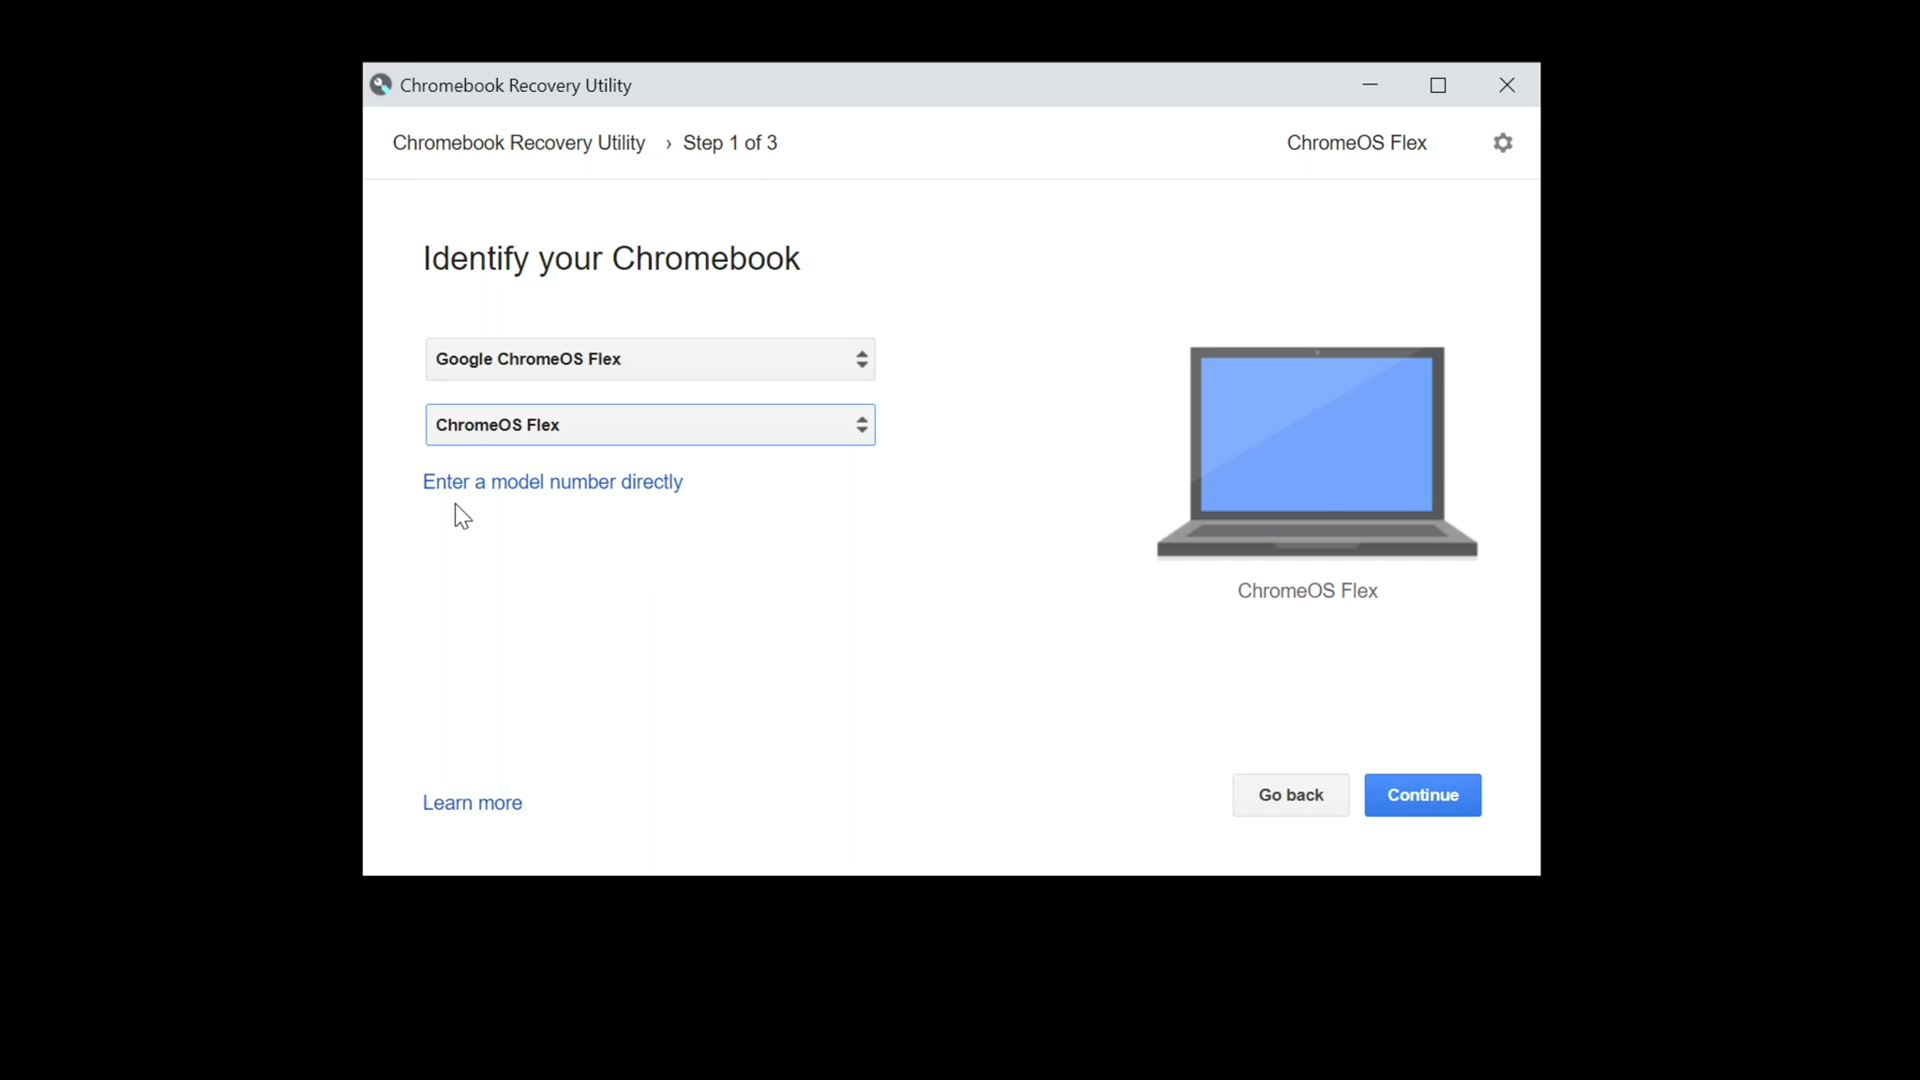 Chromebook Recovery Utility
Chromebook Recovery Utility › Step 1 of 3 ChromeOS Flex
Identify your Chromebook
Google ChromeOS Flex
ChromeOS Flex
Enter a model number directly
ChromeOS Flex
Learn more
Go back
Continue